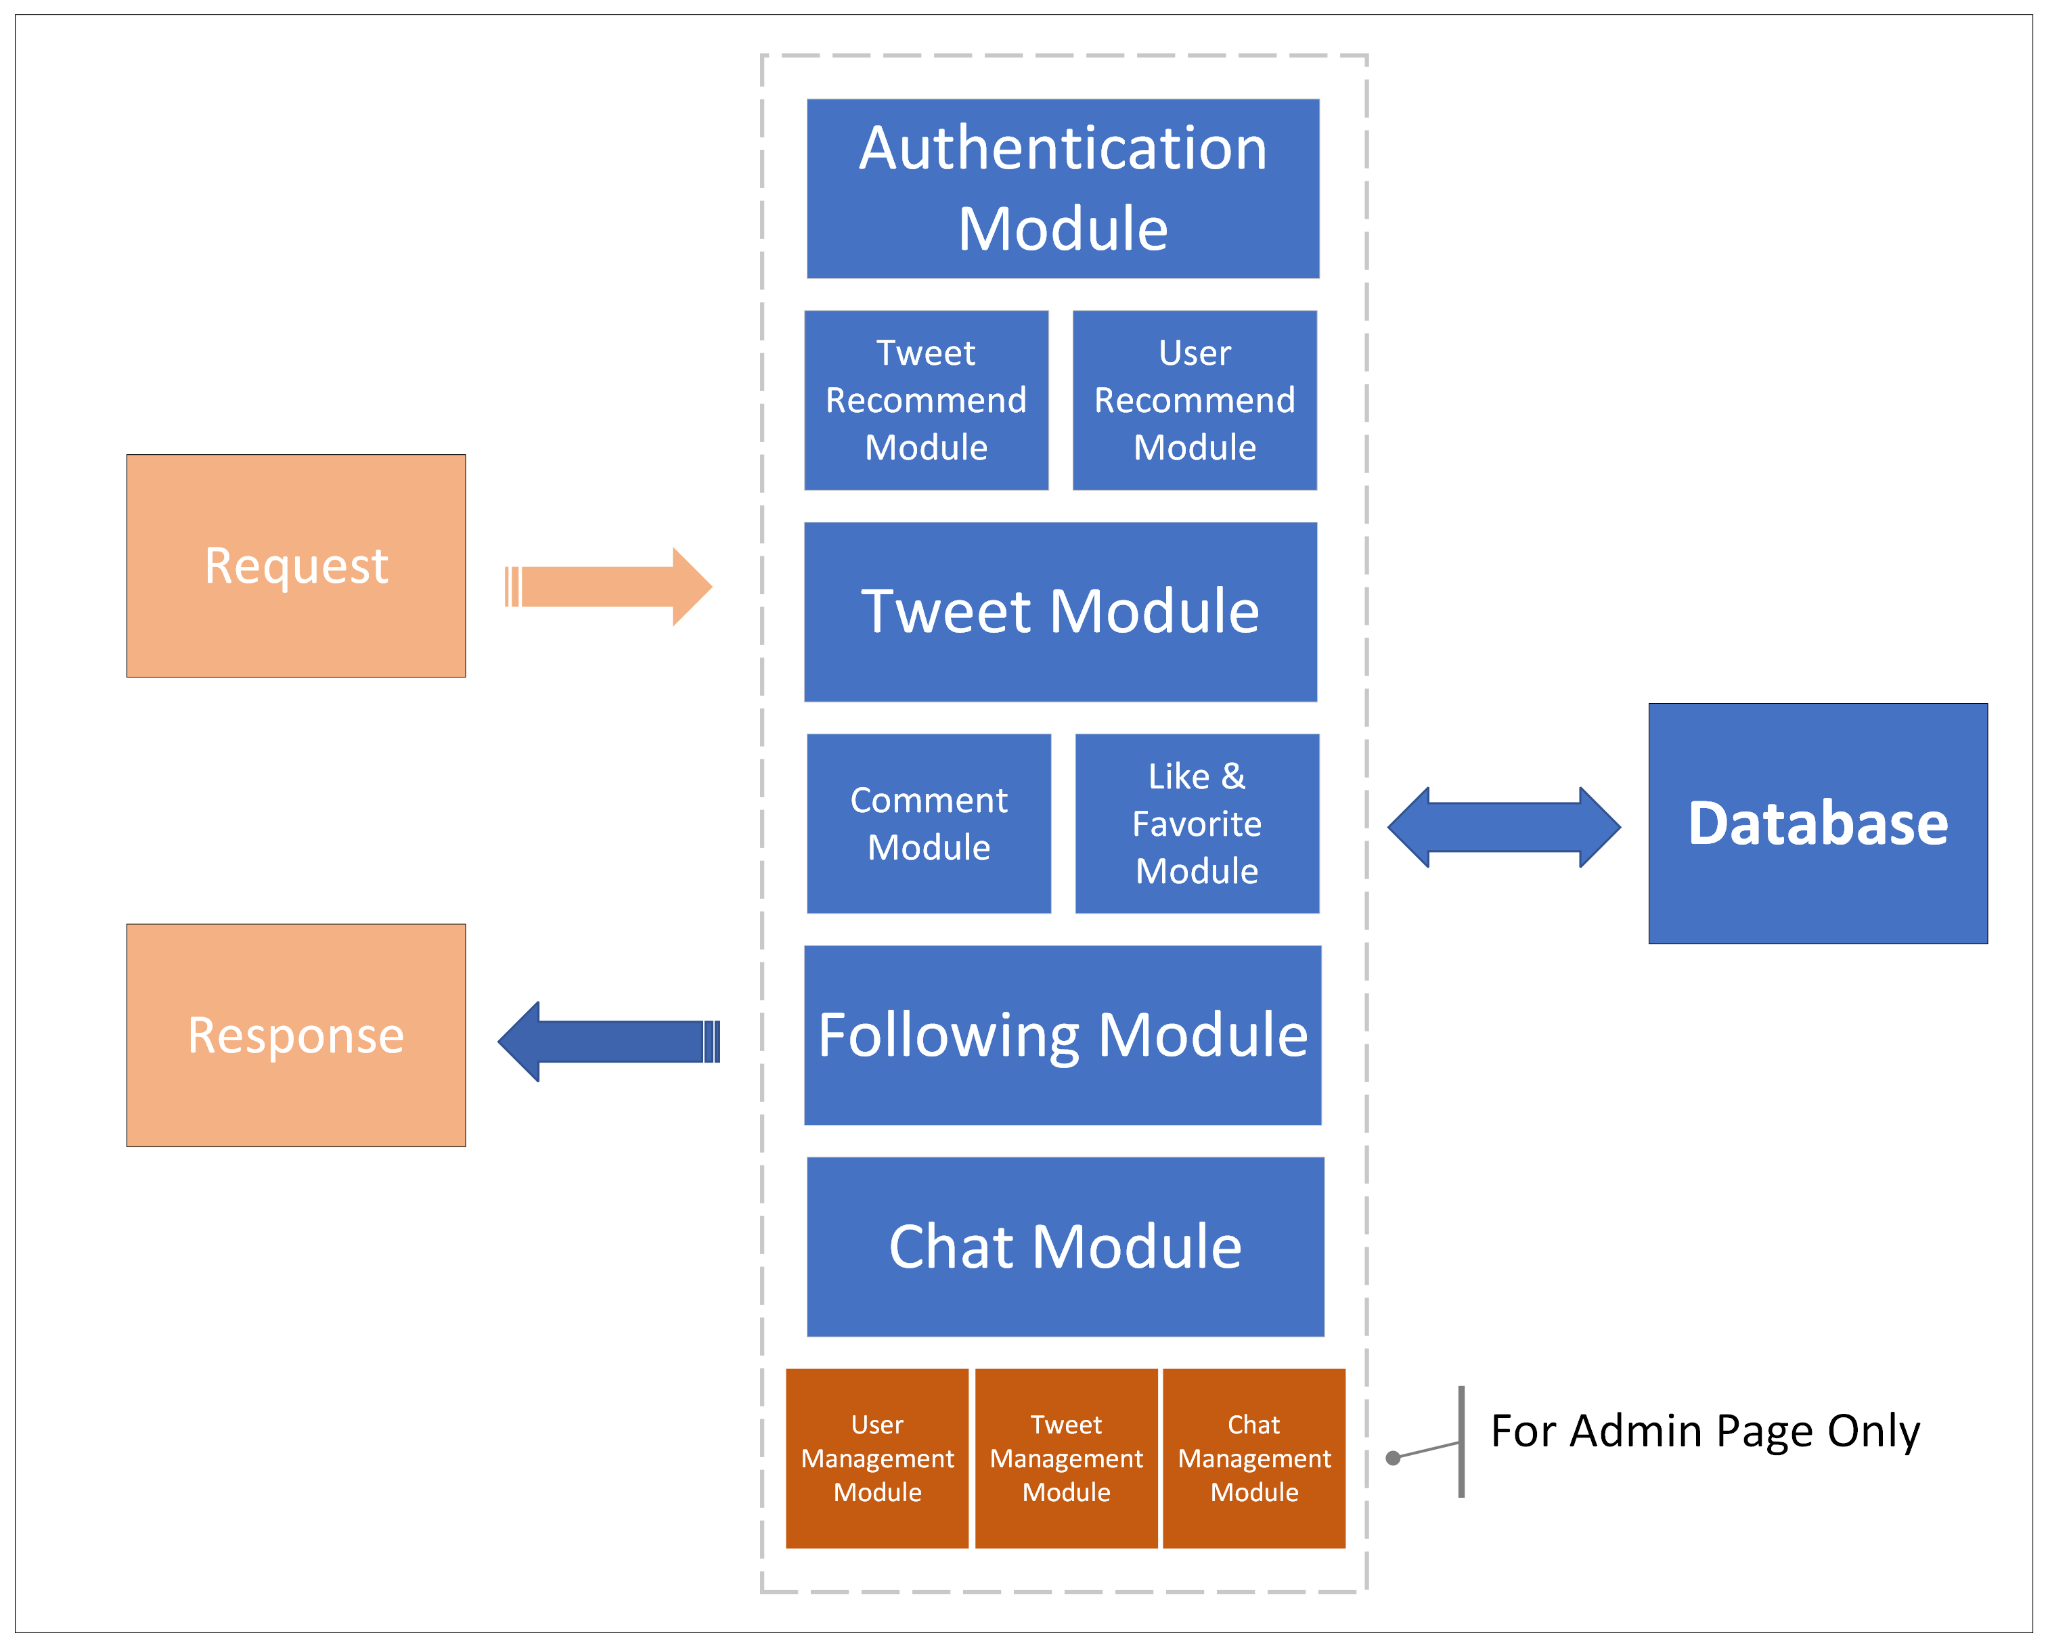 Authentication
Module
Tweet
Recommend
Module
User
Recommend
Module
Request
Tweet Module
Comment
Module
Like &
Favorite
Module
Database
Response
Following Module
Chat Module
User
Management
Module
Tweet
Management
Module
Chat
Management
Module
For Admin Page Only